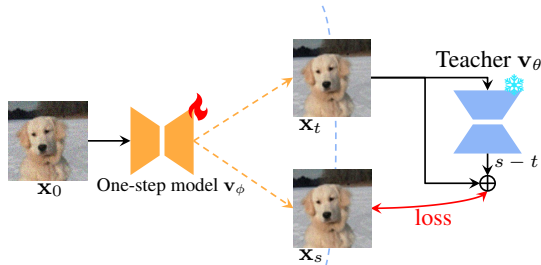 Teacher v_θ
x_t
x_0
One-step model v_ϕ
s − t
x_s
loss